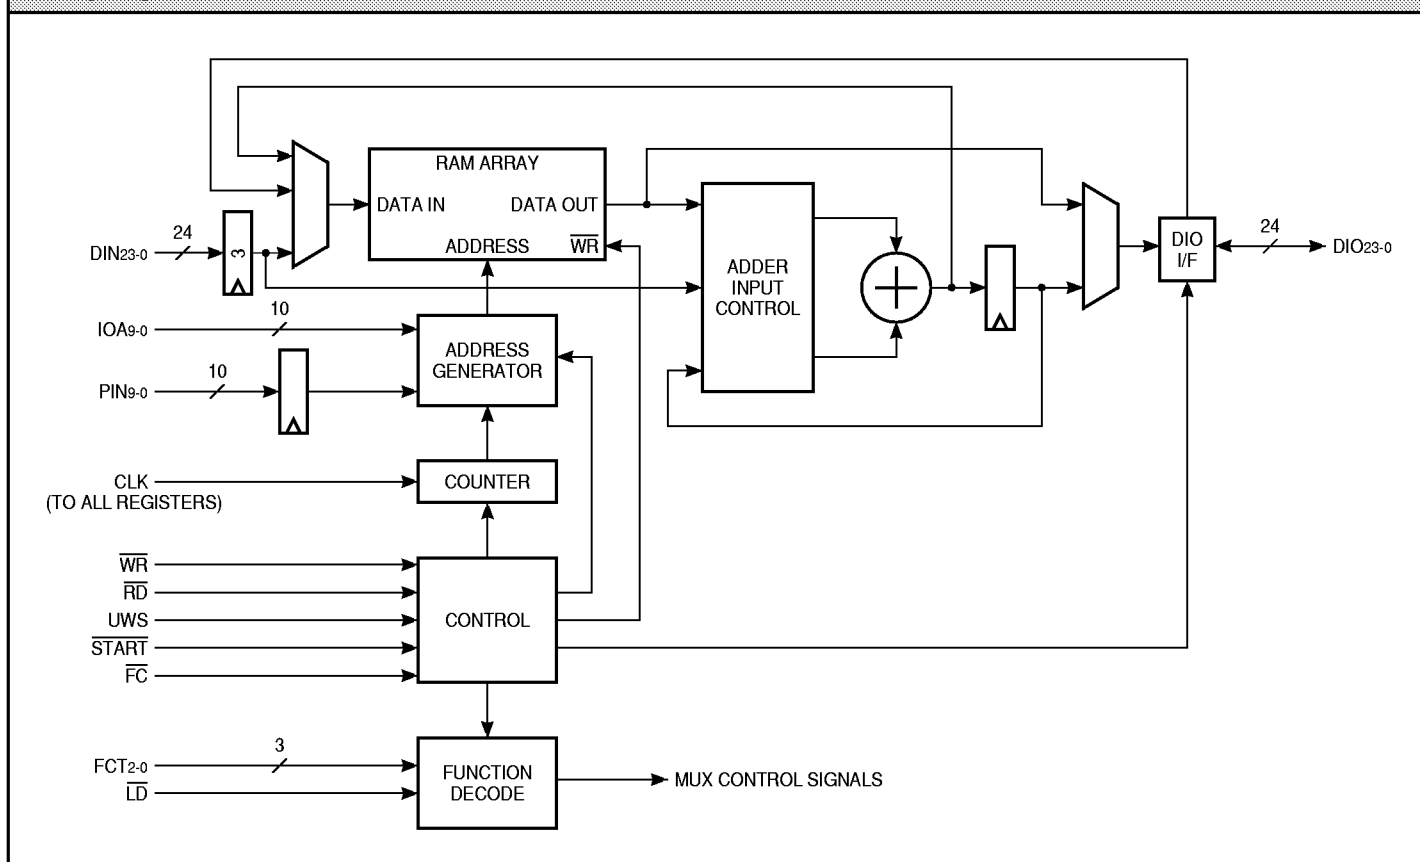 RAM ARRAY
DATA IN
DATA OUT
ADDRESS
WR
24
DIN23-0
3
ADDER
INPUT
CONTROL
DIO
I/F
24
DIO23-0
10
IOA9-0
ADDRESS
GENERATOR
10
PIN9-0
CLK
(TO ALL REGISTERS)
COUNTER
WR
RD
UWS
START
FC
CONTROL
3
FCT2-0
LD
FUNCTION
DECODE
MUX CONTROL SIGNALS